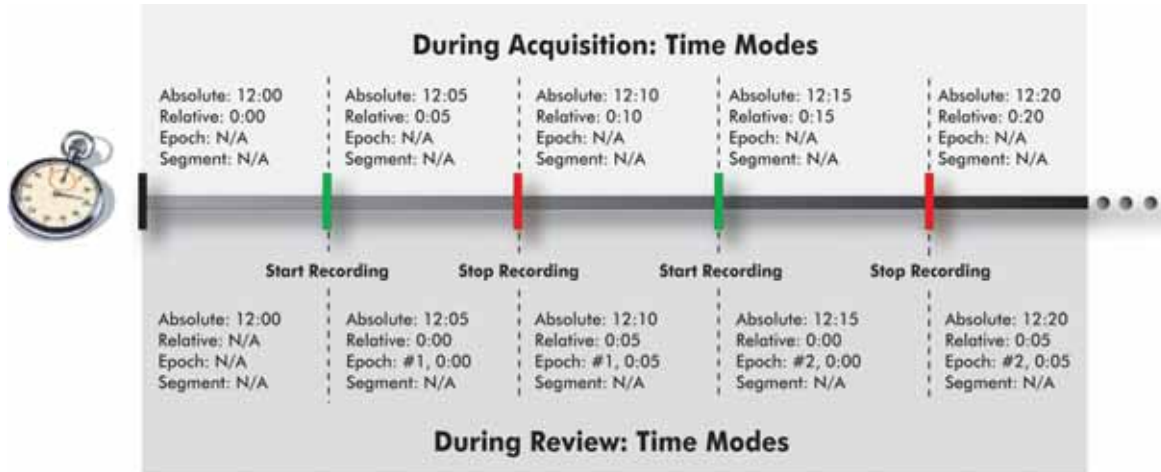 During Acquisition: Time Modes
Absolute: 12:00
Relative: 0:00
Epoch: N/A
Segment: N/A
Absolute: 12:05
Relative: 0:05
Epoch: N/A
Segment: N/A
Absolute: 12:10
Relative: 0:10
Epoch: N/A
Segment: N/A
Absolute: 12:15
Relative: 0:15
Epoch: N/A
Segment: N/A
Absolute: 12:20
Relative: 0:20
Epoch: N/A
Segment: N/A
Start Recording
Stop Recording
Start Recording
Stop Recording
Absolute: 12:00
Relative: N/A
Epoch: N/A
Segment: N/A
Absolute: 12:05
Relative: 0:00
Epoch: #1, 0:00
Segment: N/A
Absolute: 12:10
Relative: 0:05
Epoch: #1, 0:05
Segment: N/A
Absolute: 12:15
Relative: 0:00
Epoch: #2, 0:00
Segment: N/A
Absolute: 12:20
Relative: 0:05
Epoch: #2, 0:05
Segment: N/A
During Review: Time Modes